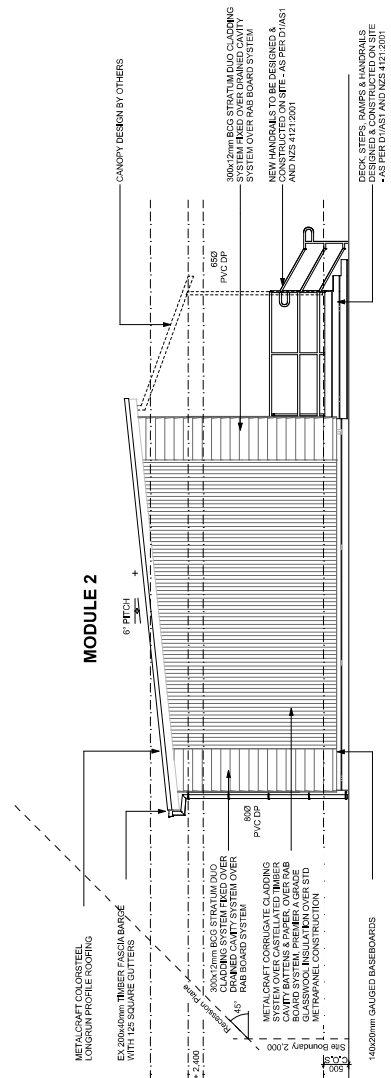 MODULE 2
METALCRAFT COLORSTEEL
LONGRUN PROFILE ROOFING
EX 200x40mm TIMBER FASCIA BARGE
WITH 125 SQUARE GUTTERS
6° PITCH
CANOPY DESIGN BY OTHERS
300x12mm BCG STRATUM DUO CLADDING
SYSTEM FIXED OVER DRAINED CAVITY
SYSTEM OVER RAB BOARD SYSTEM
65Ø
PVC DP
NEW HANDRAILS TO BE DESIGNED &
CONSTRUCTED ON SITE - AS PER D1/AS1
AND NZS 4121:2001
DECK, STEPS, RAMPS & HANDRAILS
DESIGNED & CONSTRUCTED ON SITE
- AS PER D1/AS1 AND NZS 4121:2001
80Ø
PVC DP
300x12mm BCG STRATUM DUO
CLADDING SYSTEM FIXED OVER
DRAINED CAVITY SYSTEM OVER
RAB BOARD SYSTEM
METALCRAFT CORRUGATE CLADDING
SYSTEM OVER CASTELLATED TIMBER
CAVITY BATTENS & PAPER, OVER RAB
BOARD SYSTEM, PREMIER A GRADE
GLASSWOOL INSULATION OVER STD
METRAPANEL CONSTRUCTION
140x20mm GAUGED BASEBOARDS
Recession Plane
45°
Site Boundary 2,000
2,400
500
C.O.S